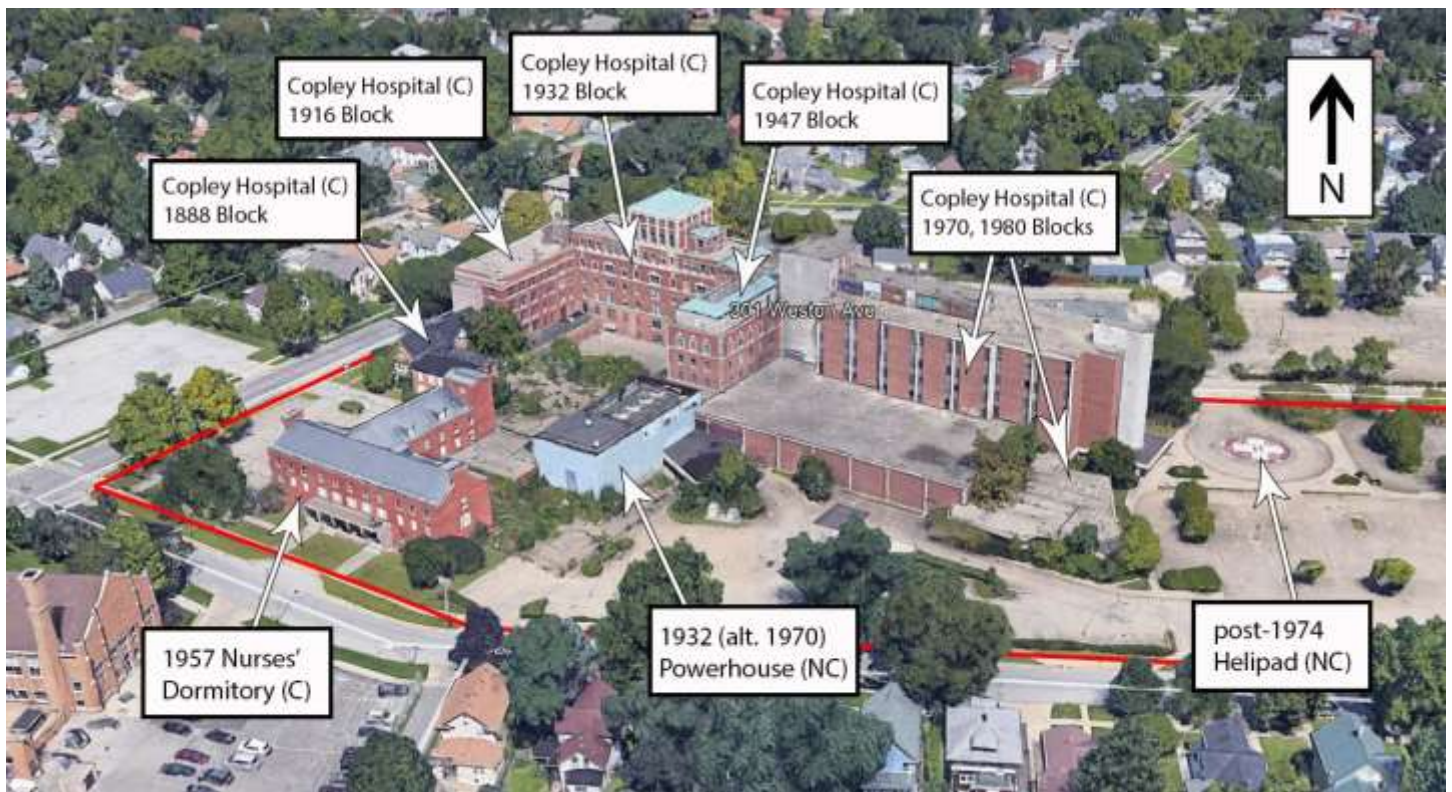 Copley Hospital (C)
1916 Block
Copley Hospital (C)
1932 Block
Copley Hospital (C)
1947 Block
Copley Hospital (C)
1888 Block
Copley Hospital (C)
1970, 1980 Blocks
N
301 Weston Ave
1957 Nurses’
Dormitory (C)
1932 (alt. 1970)
Powerhouse (NC)
post-1974
Helipad (NC)